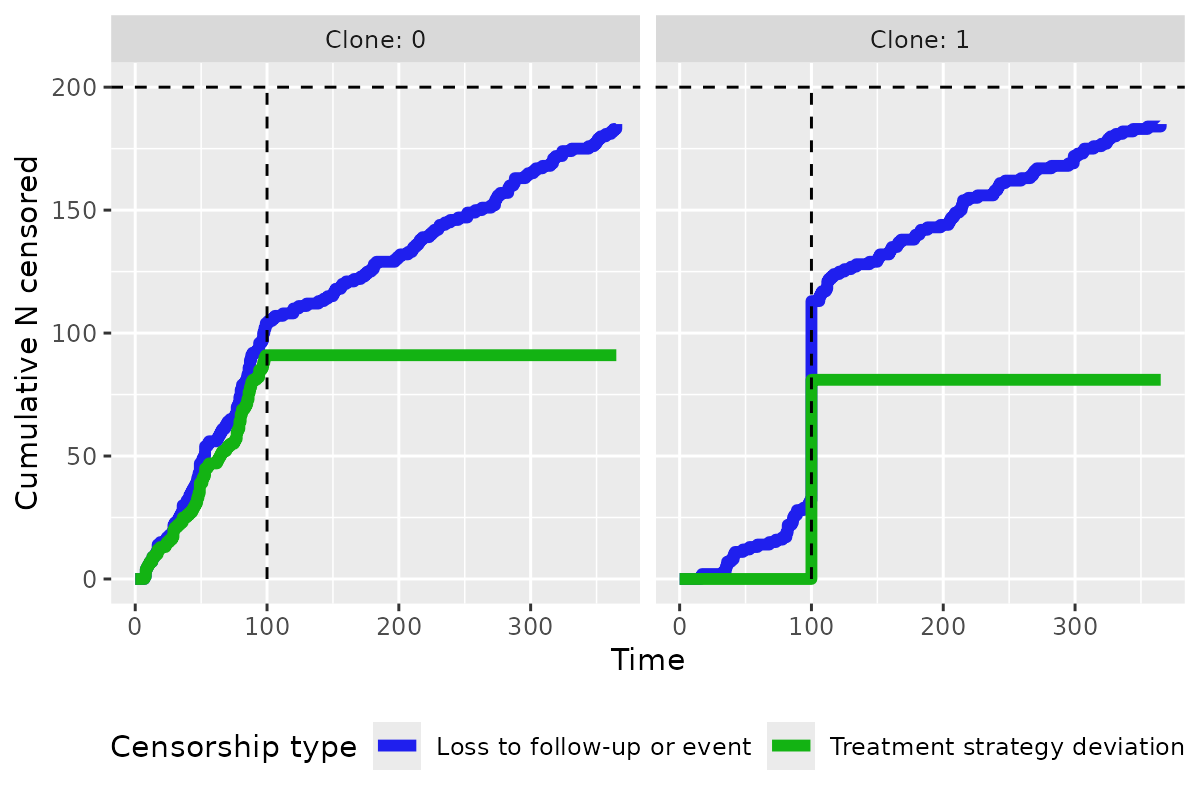 Clone: 0
Clone: 1
Cumulative N censored
200
150
100
50
0
0 100 200 300
0 100 200 300
Time
Censorship type
Loss to follow-up or event
Treatment strategy deviation